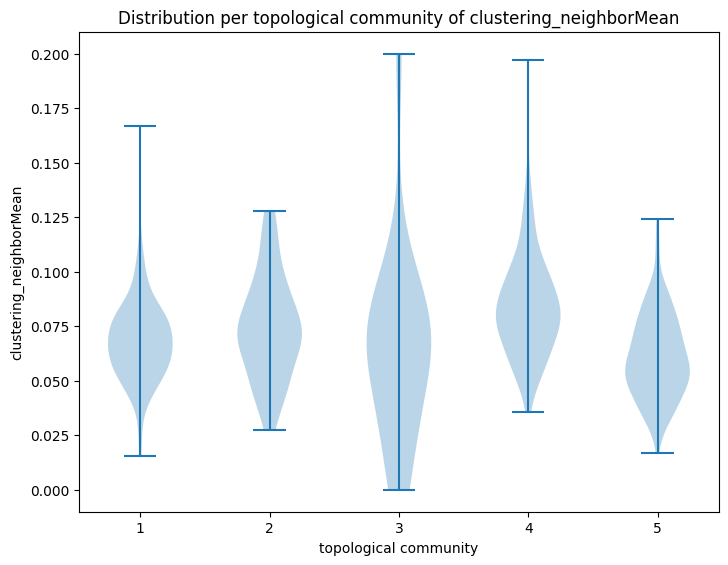 Distribution per topological community of clustering_neighborMean
clustering_neighborMean
0.200
0.175
0.150
0.125
0.100
0.075
0.050
0.025
0.000
1 2 3 4 5
topological community